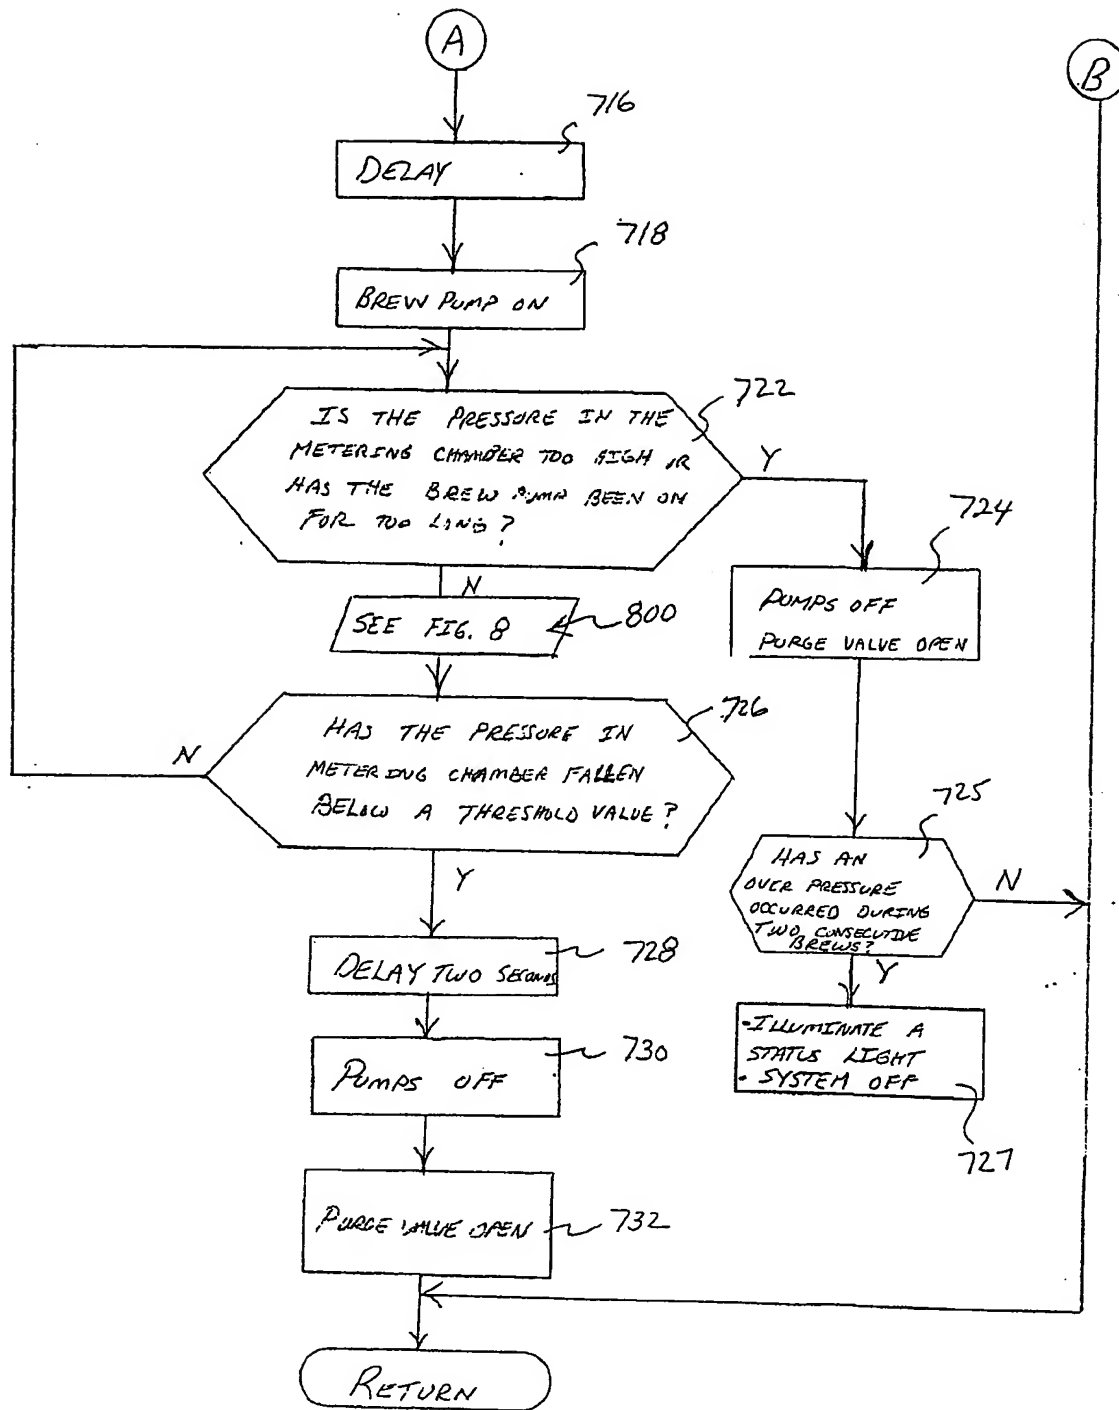 A
B
716
DELAY
718
BREW PUMP ON
722
IS THE PRESSURE IN THE
METERING CHAMBER TOO HIGH OR
HAS THE BREW PUMP BEEN ON
FOR TOO LONG?
Y
N
724
PUMPS OFF
PURGE VALVE OPEN
SEE FIG. 8
800
726
HAS THE PRESSURE IN
METERING CHAMBER FALLEN
BELOW A THRESHOLD VALUE?
N
Y
725
HAS AN
OVER PRESSURE
OCCURRED DURING
TWO CONSECUTIVE
BREWS?
N
Y
728
DELAY TWO SECONDS
727
•ILLUMINATE A
STATUS LIGHT
• SYSTEM OFF
730
PUMPS OFF
732
PURGE VALVE OPEN
RETURN